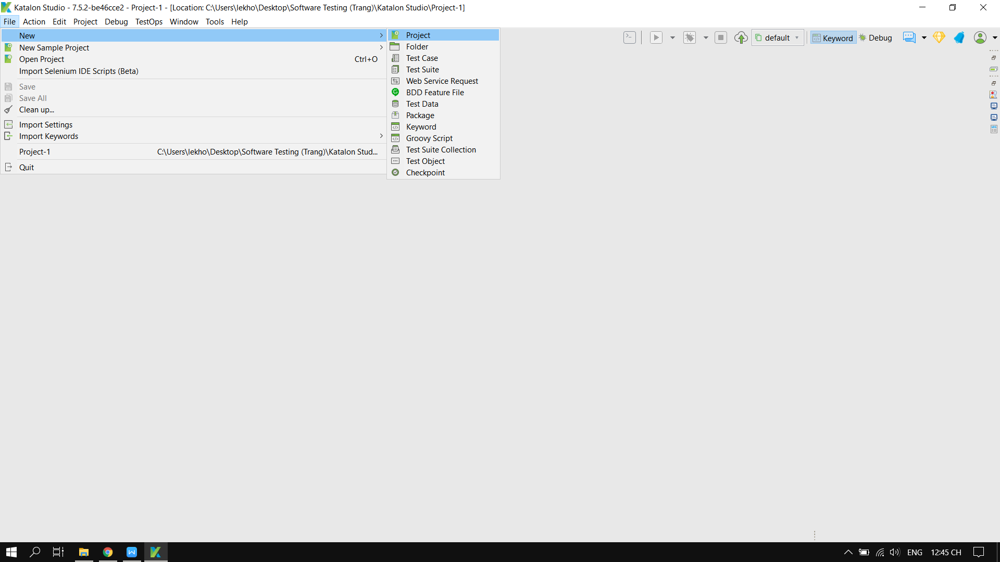 Katalon Studio - 7.5.2-be46cce2 - Project-1 - [Location: C:\Users\lekho\Desktop\Software Testing (Trang)\Katalon Studio\Project-1]
File Action Edit Project Debug TestOps Window Tools Help
New
New Sample Project
Open Project Ctrl+O
Import Selenium IDE Scripts (Beta)
Save
Save All
Clean up...
Import Settings
Import Keywords
Project-1 C:\Users\lekho\Desktop\Software Testing (Trang)\Katalon Stud...
Quit
Project
Folder
Test Case
Test Suite
Web Service Request
BDD Feature File
Test Data
Package
Keyword
Groovy Script
Test Suite Collection
Test Object
Checkpoint
default Keyword Debug
ENG 12:45 CH